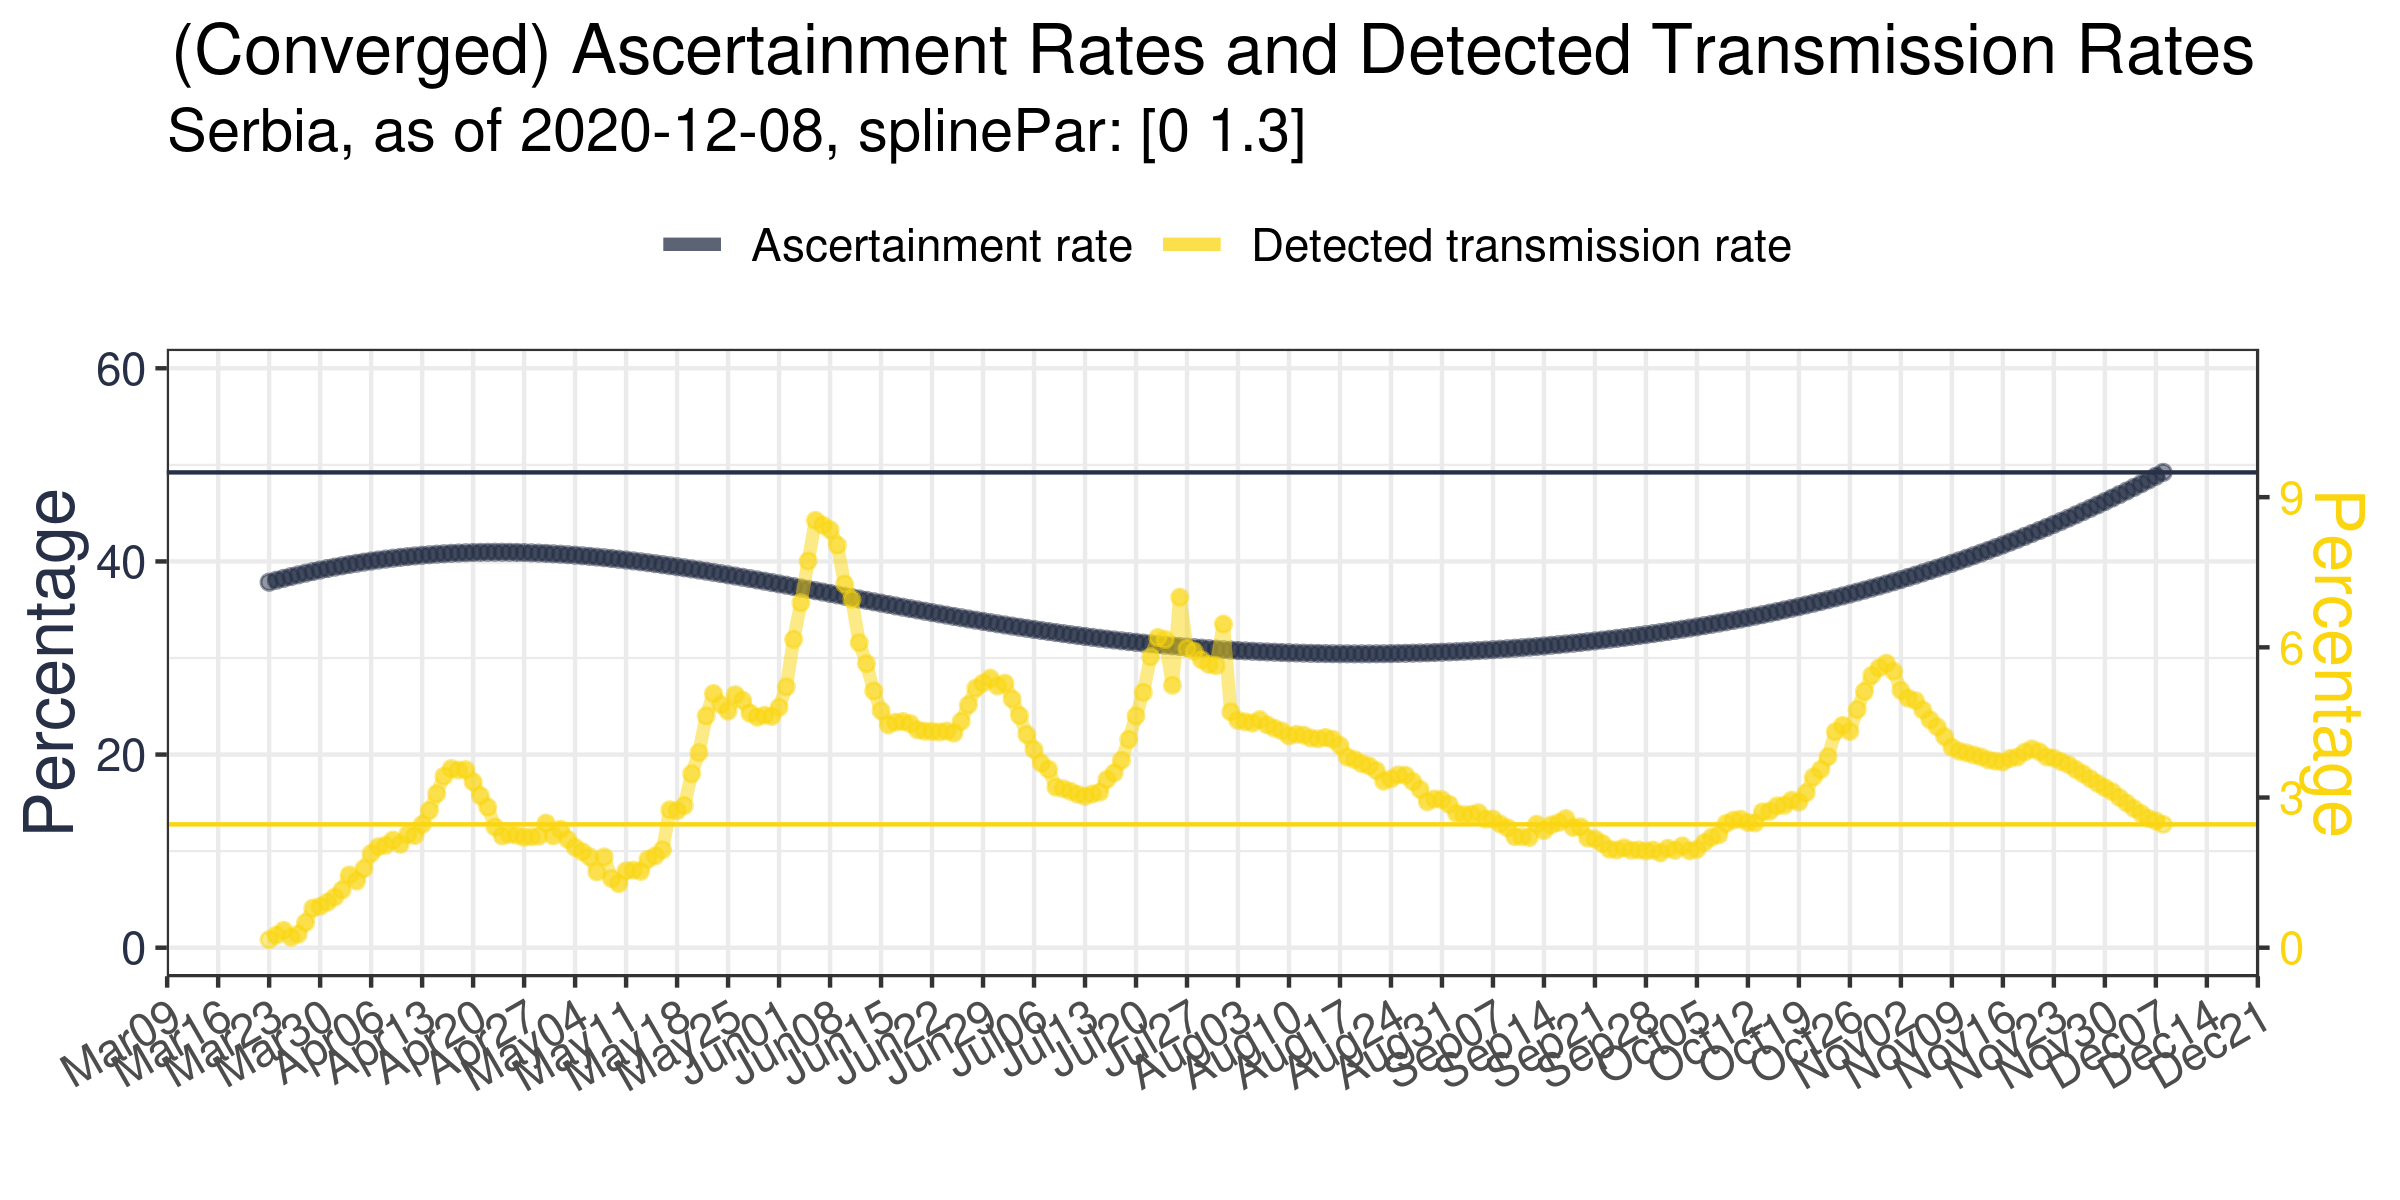 (Converged) Ascertainment Rates and Detected Transmission Rates
Serbia, as of 2020-12-08, splinePar: [0 1.3]
Ascertainment rate
Detected transmission rate
Percentage
60
40
20
0
9
6
3
0
Percentage
Mar09
Mar16
Mar23
Mar30
Apr06
Apr13
Apr20
Apr27
May04
May11
May18
May25
Jun01
Jun08
Jun15
Jun22
Jun29
Jul06
Jul13
Jul20
Jul27
Aug03
Aug10
Aug17
Aug24
Aug31
Sep07
Sep14
Sep21
Sep28
Oct05
Oct12
Oct19
Oct26
Nov02
Nov09
Nov16
Nov23
Nov30
Dec07
Dec14
Dec21